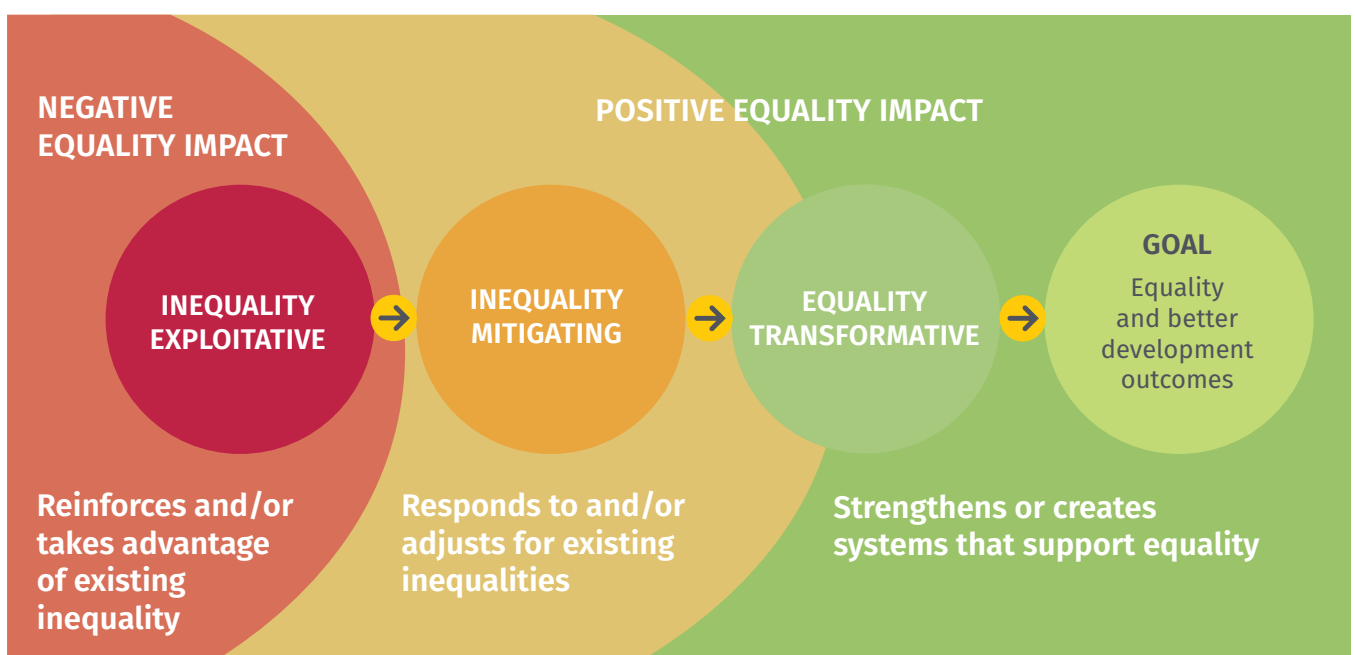 NEGATIVE
EQUALITY IMPACT
POSITIVE EQUALITY IMPACT
INEQUALITY
EXPLOITATIVE
INEQUALITY
MITIGATING
EQUALITY
TRANSFORMATIVE
GOAL
Equality
and better
development
outcomes
Reinforces and/or
takes advantage
of existing
inequality
Responds to and/or
adjusts for existing
inequalities
Strengthens or creates
systems that support equality